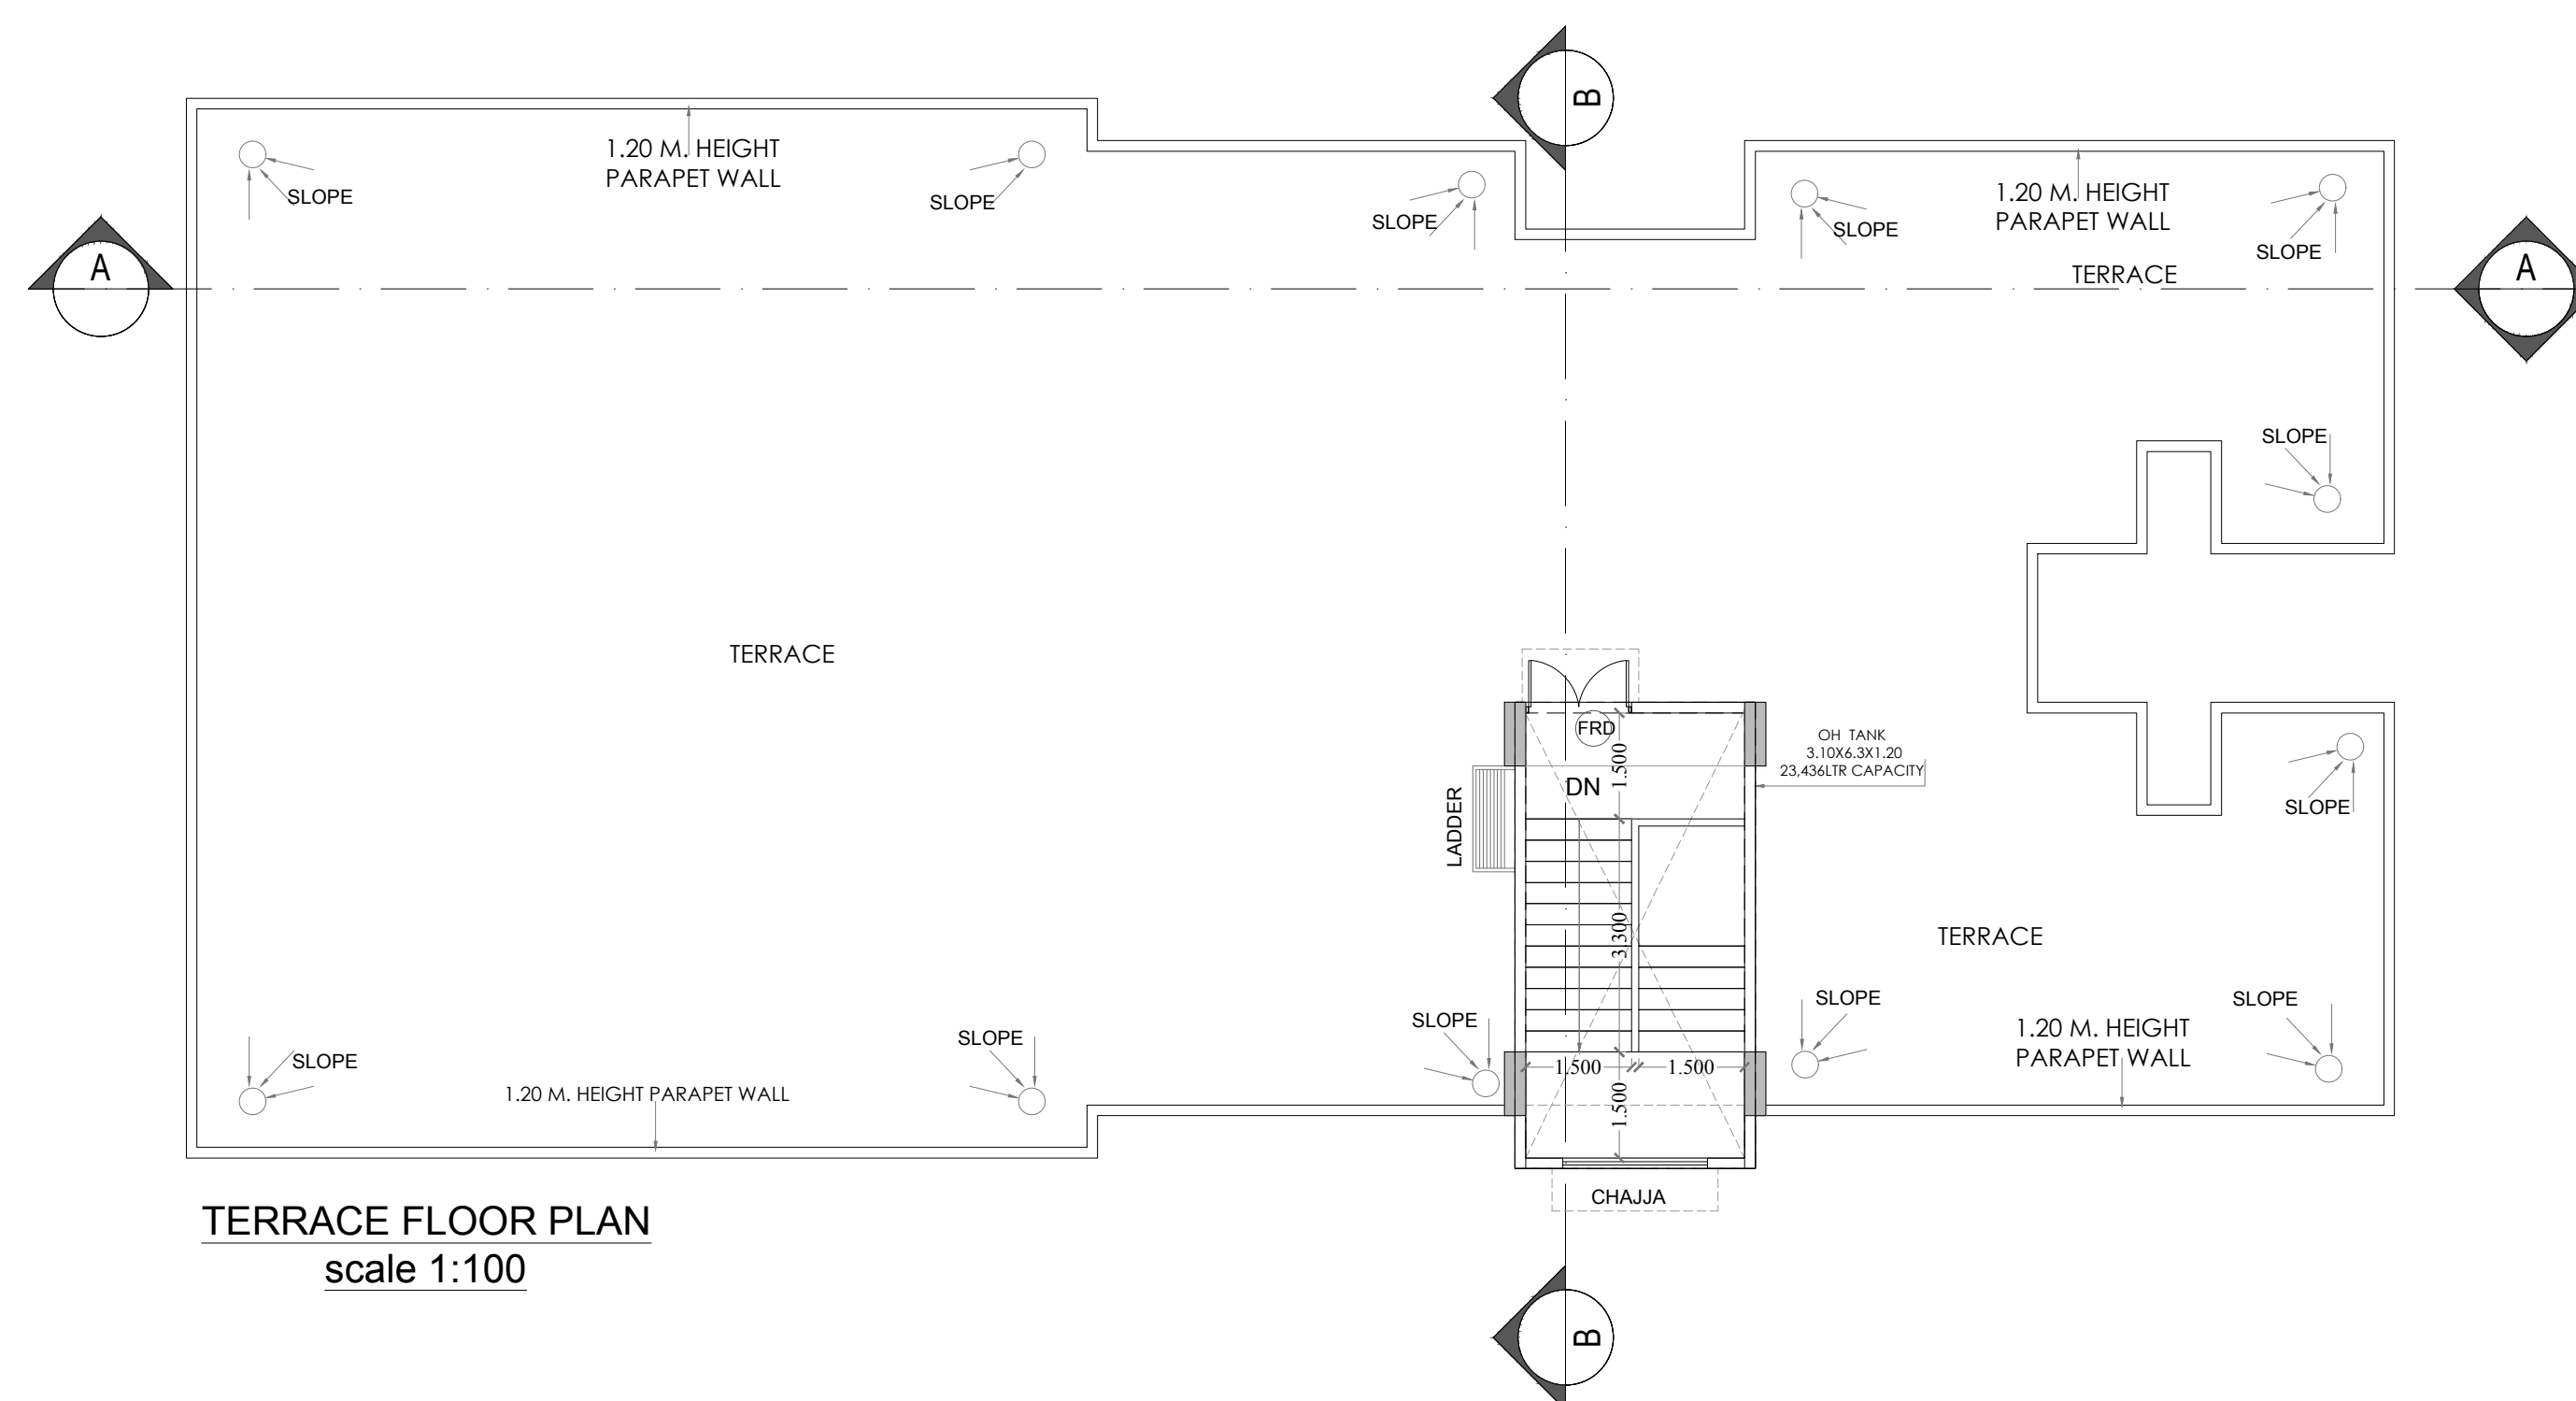 B
1.20 M. HEIGHT
PARAPET WALL
SLOPE
SLOPE
SLOPE
SLOPE
1.20 M. HEIGHT
PARAPET WALL
SLOPE
A
TERRACE
A
SLOPE
TERRACE
FRD
1.500
DN
OH TANK
3.10X6.3X1.20
23,436LTR CAPACITY
LADDER
SLOPE
3.300
TERRACE
SLOPE
SLOPE
SLOPE
1.20 M. HEIGHT
PARAPET WALL
SLOPE
SLOPE
1.500
1.500
1.500
1.20 M. HEIGHT PARAPET WALL
CHAJJA
TERRACE FLOOR PLAN
scale 1:100
B